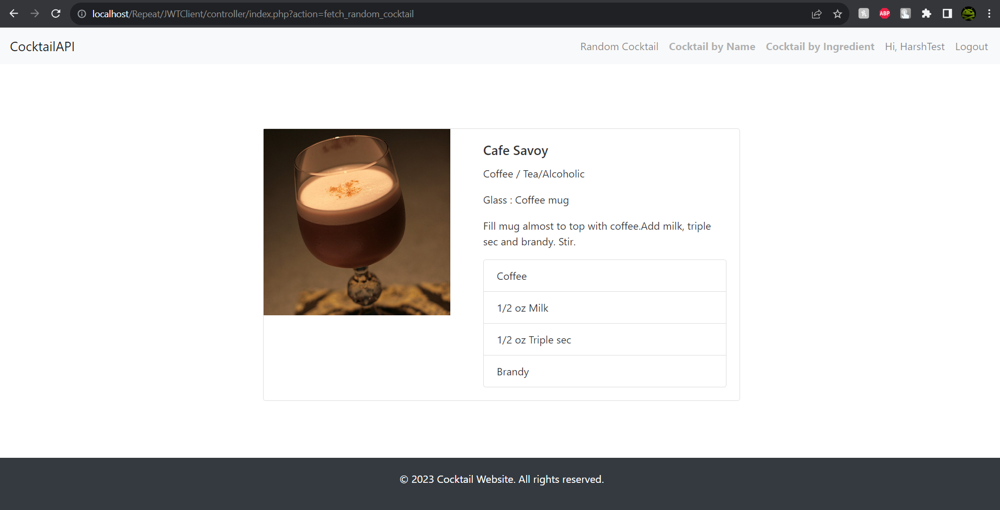 localhost/Repeat/JWTClient/controller/index.php?action=fetch_random_cocktail
ABP
CocktailAPI
Random Cocktail
Cocktail by Name
Cocktail by Ingredient
Hi, HarshTest
Logout
Cafe Savoy
Coffee / Tea/Alcoholic
Glass : Coffee mug
Fill mug almost to top with coffee.Add milk, triple
sec and brandy. Stir.
Coffee
1/2 oz Milk
1/2 oz Triple sec
Brandy
© 2023 Cocktail Website. All rights reserved.